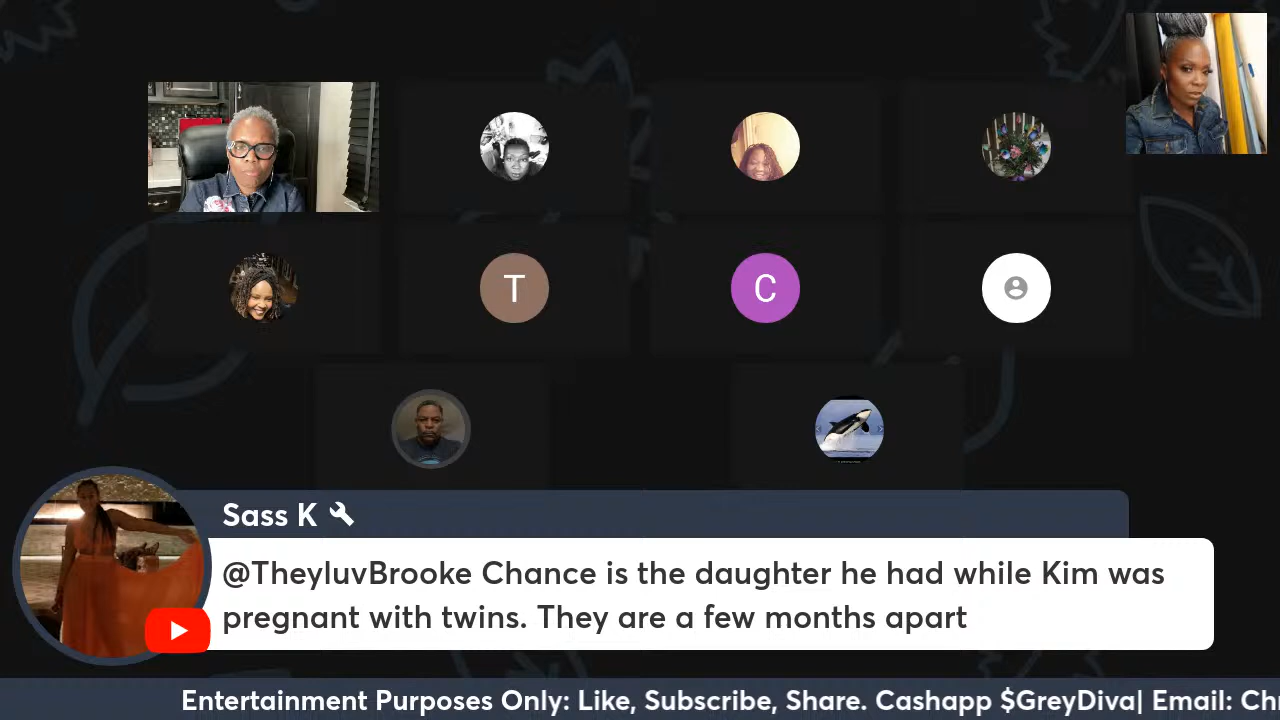 T
C
Sass K
@TheyluvBrooke Chance is the daughter he had while Kim was
pregnant with twins. They are a few months apart
Entertainment Purposes Only: Like, Subscribe, Share. Cashapp $GreyDiva| Email: Ch